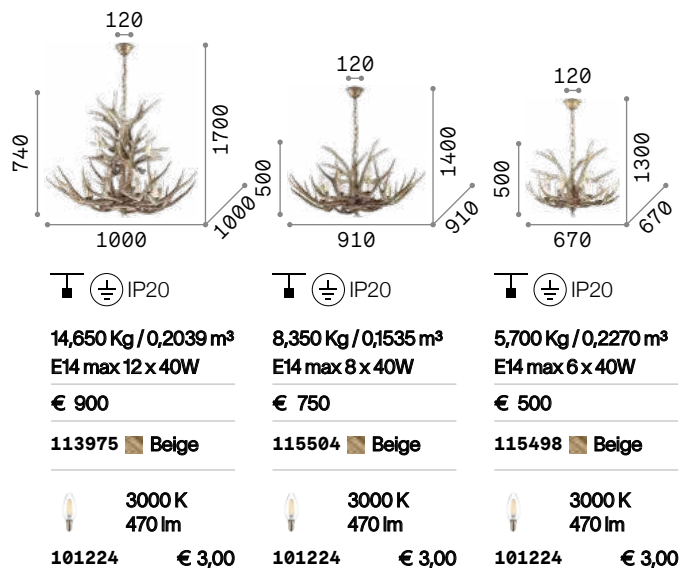 120
740
1700
1000
1000
IP20
14,650 Kg / 0,2039 m³
E14 max 12 x 40W
€ 900
113975 Beige
3000 K
470 lm
101224 € 3,00
120
500
1400
910
910
IP20
8,350 Kg / 0,1535 m³
E14 max 8 x 40W
€ 750
115504 Beige
3000 K
470 lm
101224 € 3,00
120
500
1300
670
670
IP20
5,700 Kg / 0,2270 m³
E14 max 6 x 40W
€ 500
115498 Beige
3000 K
470 lm
101224 € 3,00